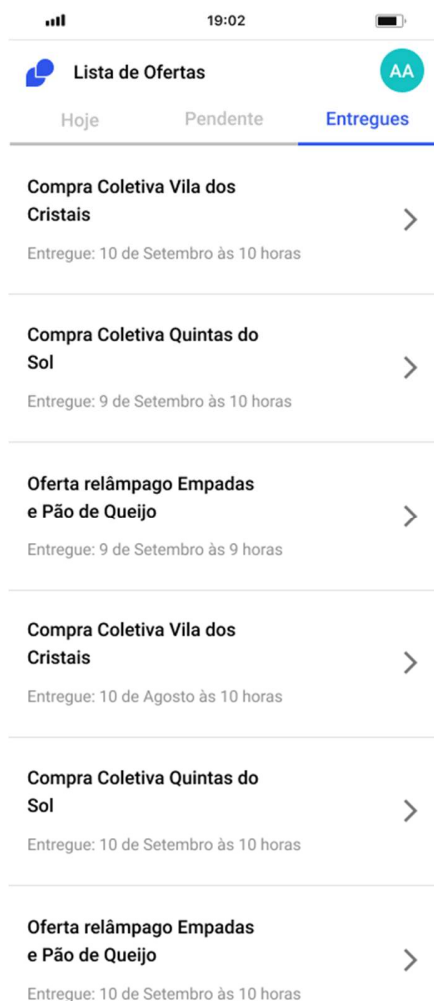 19:02
Lista de Ofertas
AA
Hoje
Pendente
Entregues
Compra Coletiva Vila dos
Cristais
Entregue: 10 de Setembro às 10 horas
Compra Coletiva Quintas do
Sol
Entregue: 9 de Setembro às 10 horas
Oferta relâmpago Empadas
e Pão de Queijo
Entregue: 9 de Setembro às 9 horas
Compra Coletiva Vila dos
Cristais
Entregue: 10 de Agosto às 10 horas
Compra Coletiva Quintas do
Sol
Entregue: 10 de Setembro às 10 horas
Oferta relâmpago Empadas
e Pão de Queijo
Entregue: 10 de Setembro às 10 horas